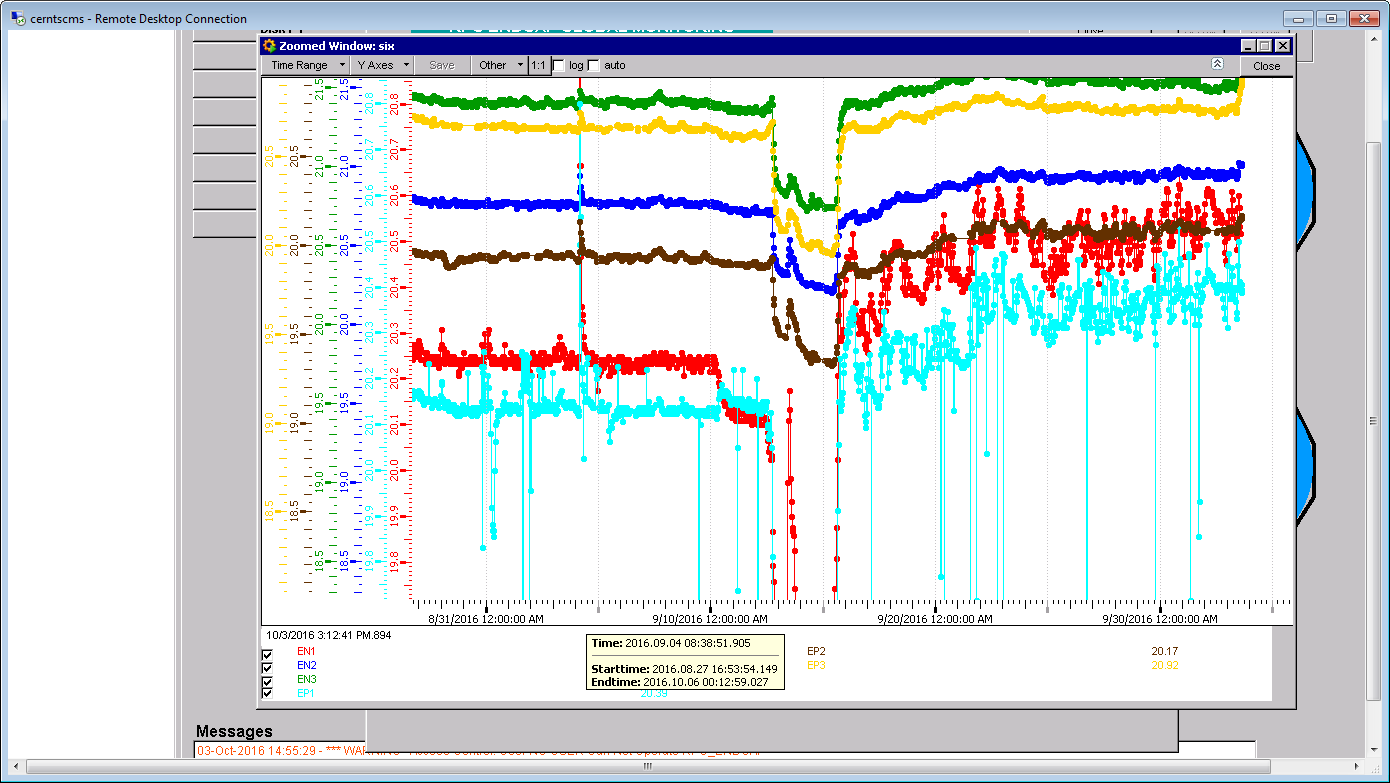 cerntscms - Remote Desktop Connection
Zoomed Window: six
Time Range Y Axes Save Other 1:1 log auto Close
21.5 21.5 20.8 20.8
20.7 20.7
20.5 20.5 21.0 21.0 20.6 20.6
20.0 20.0 20.5 20.5 20.5 20.5
20.4 20.4
19.5 19.5 20.0 20.0 20.3 20.3
20.2 20.2
19.0 19.0 19.5 19.5 20.1 20.1
20.0 20.0
18.5 18.5 19.0 19.0 19.9 19.9
18.5 18.5 19.8 19.8
8/31/2016 12:00:00 AM 9/10/2016 12:00:00 AM 9/20/2016 12:00:00 AM 9/30/2016 12:00:00 AM
10/3/2016 3:12:41 PM.894
Time: 2016.09.04 08:38:51.905
Starttime: 2016.08.27 16:53:54.149
Endtime: 2016.10.06 00:12:59.027
EN1 EP2 20.17
EN2 EP3 20.92
EN3
EP1 20.39
Messages
03-Oct-2016 14:55:29 - ***